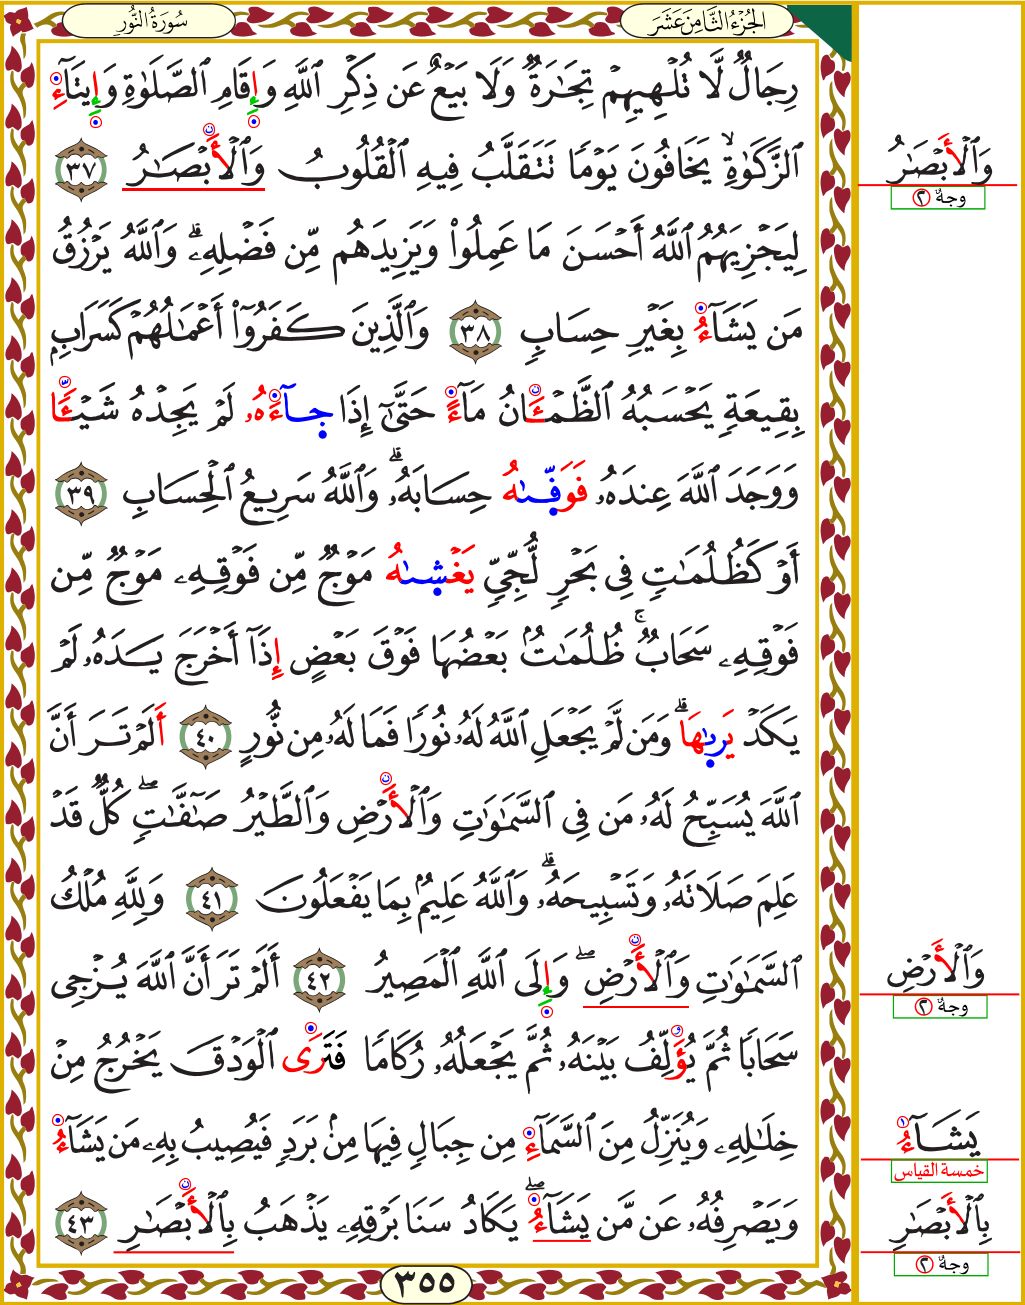 سُورَةُ النُّورِ
الجُزْءُ الثَّامِنَ عَشَرَ
رِجَالٌ لَّا تُلْهِيهِمْ تِجَٰرَةٌ وَلَا بَيْعٌ عَن ذِكْرِ ٱللَّهِ وَإِقَامِ ٱلصَّلَوٰةِ وَإِيتَآءِ
ٱلزَّكَوٰةِ ۙ يَخَافُونَ يَوْمًا تَتَقَلَّبُ فِيهِ ٱلْقُلُوبُ وَٱلْأَبْصَٰرُ ٣٧
وَٱلْأَبْصَٰرُ
وجهٌ ٢
لِيَجْزِيَهُمُ ٱللَّهُ أَحْسَنَ مَا عَمِلُوا۟ وَيَزِيدَهُم مِّن فَضْلِهِۦ ۗ وَٱللَّهُ يَرْزُقُ
مَن يَشَآءُ بِغَيْرِ حِسَابٍ ٣٨ وَٱلَّذِينَ كَفَرُوٓا۟ أَعْمَٰلُهُمْ كَسَرَابٍۭ
بِقِيعَةٍ يَحْسَبُهُ ٱلظَّمْـَٔانُ مَآءً حَتَّىٰٓ إِذَا جَآءَهُۥ لَمْ يَجِدْهُ شَيْـًٔا
وَوَجَدَ ٱللَّهَ عِندَهُۥ فَوَفَّىٰهُ حِسَابَهُۥ ۗ وَٱللَّهُ سَرِيعُ ٱلْحِسَابِ ٣٩
أَوْ كَظُلُمَٰتٍ فِى بَحْرٍ لُّجِّىٍّ يَغْشَىٰهُ مَوْجٌ مِّن فَوْقِهِۦ مَوْجٌ مِّن
فَوْقِهِۦ سَحَابٌ ۚ ظُلُمَٰتٌۢ بَعْضُهَا فَوْقَ بَعْضٍ إِذَآ أَخْرَجَ يَدَهُۥ لَمْ
يَكَدْ يَرَىٰهَا ۗ وَمَن لَّمْ يَجْعَلِ ٱللَّهُ لَهُۥ نُورًا فَمَا لَهُۥ مِن نُّورٍ ٤٠ أَلَمْ تَرَ أَنَّ
ٱللَّهَ يُسَبِّحُ لَهُۥ مَن فِى ٱلسَّمَٰوَٰتِ وَٱلْأَرْضِ وَٱلطَّيْرُ صَٰٓفَّٰتٍ ۖ كُلٌّ قَدْ
عَلِمَ صَلَاتَهُۥ وَتَسْبِيحَهُۥ ۗ وَٱللَّهُ عَلِيمٌۢ بِمَا يَفْعَلُونَ ٤١ وَلِلَّهِ مُلْكُ
ٱلسَّمَٰوَٰتِ وَٱلْأَرْضِ ۖ وَإِلَى ٱللَّهِ ٱلْمَصِيرُ ٤٢ أَلَمْ تَرَ أَنَّ ٱللَّهَ يُزْجِى
وَٱلْأَرْضِ
وجهٌ ٢
سَحَابًا ثُمَّ يُؤَلِّفُ بَيْنَهُۥ ثُمَّ يَجْعَلُهُۥ رُكَامًا فَتَرَى ٱلْوَدْقَ يَخْرُجُ مِنْ
خِلَٰلِهِۦ وَيُنَزِّلُ مِنَ ٱلسَّمَآءِ مِن جِبَالٍ فِيهَا مِنۢ بَرَدٍ فَيُصِيبُ بِهِۦ مَن يَشَآءُ
يَشَآءُ
خمسة القياس
وَيَصْرِفُهُۥ عَن مَّن يَشَآءُ ۖ يَكَادُ سَنَا بَرْقِهِۦ يَذْهَبُ بِٱلْأَبْصَٰرِ ٤٣
بِٱلْأَبْصَٰرِ
وجهٌ ٢
٣٥٥